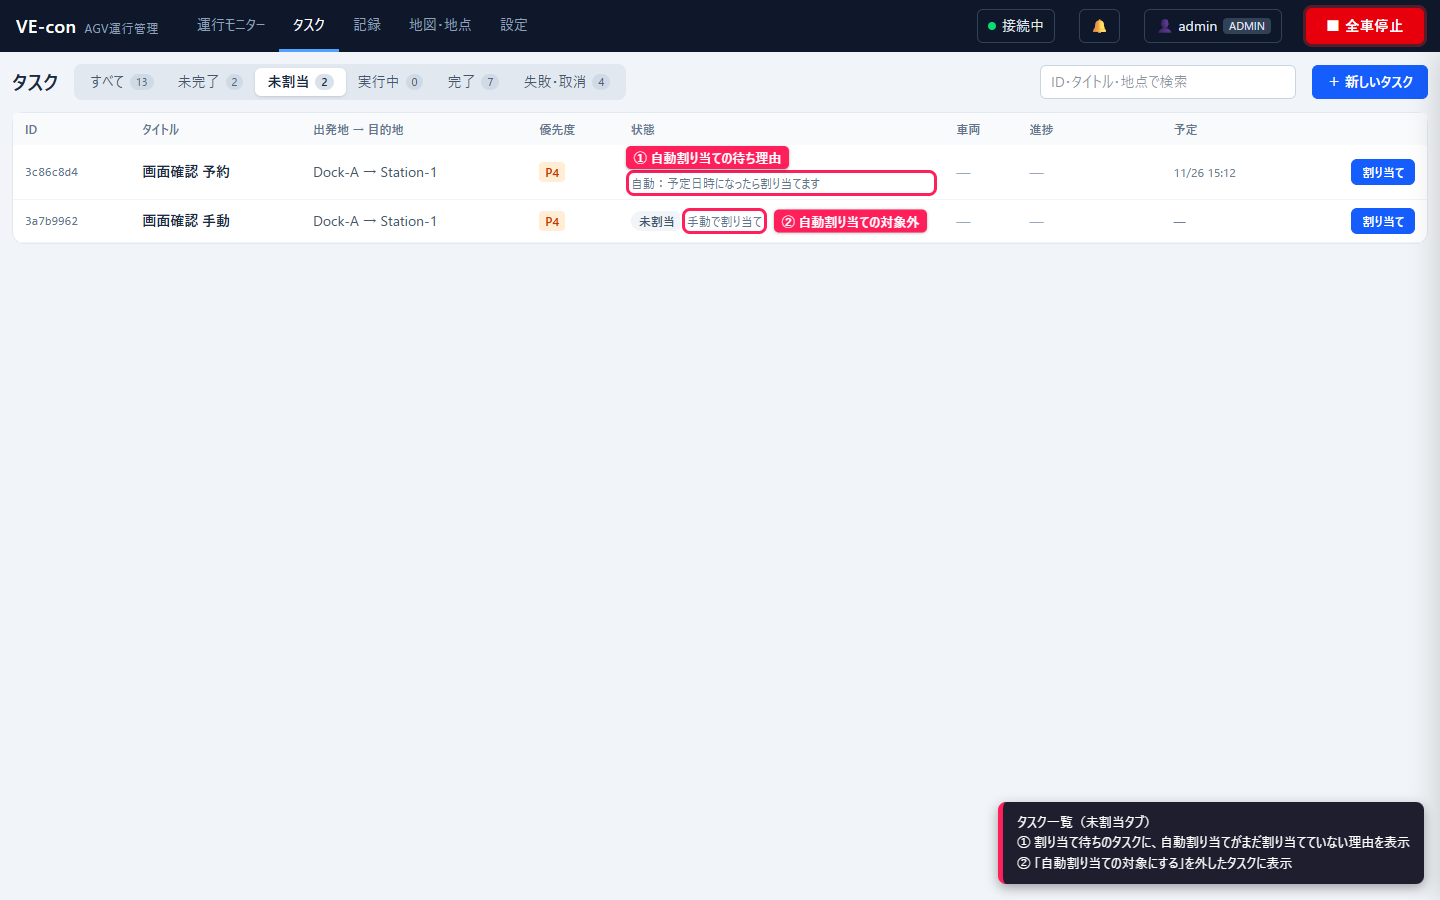 VE-con AGV運行管理 運行モニター タスク 記録 地図・地点 設定 接続中 admin ADMIN 全車停止
タスク すべて 13 未完了 2 未割当 2 実行中 0 完了 7 失敗・取消 4 ID・タイトル・地点で検索 + 新しいタスク
ID タイトル 出発地 → 目的地 優先度 状態 車両 進捗 予定
① 自動割り当ての待ち理由
3c86c8d4 画面確認 予約 Dock-A → Station-1 P4 — — 11/26 15:12 割り当て
自動：予定日時になったら割り当てます
3a7b9962 画面確認 手動 Dock-A → Station-1 P4 未割当 手動で割り当て ② 自動割り当ての対象外 — — — 割り当て
タスク一覧（未割当タブ）
① 割り当て待ちのタスクに、自動割り当てがまだ割り当てていない理由を表示
② 「自動割り当ての対象にする」を外したタスクに表示